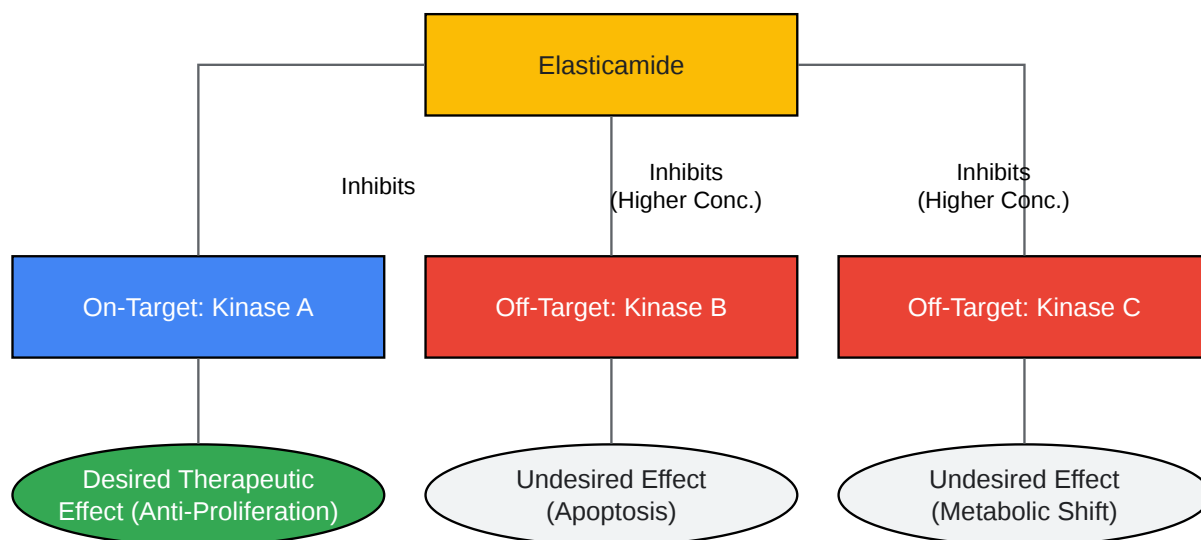 Elasticamide
Inhibits
Inhibits
(Higher Conc.)
Inhibits
(Higher Conc.)
On-Target: Kinase A
Off-Target: Kinase B
Off-Target: Kinase C
Desired Therapeutic
Effect (Anti-Proliferation)
Undesired Effect
(Apoptosis)
Undesired Effect
(Metabolic Shift)